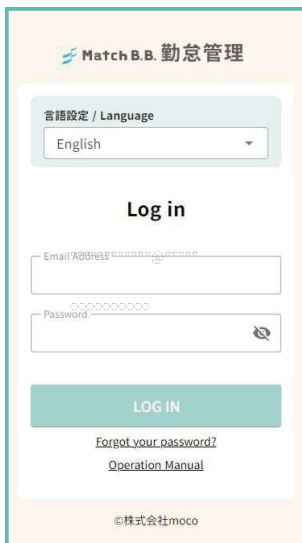 Match B.B. 勤怠管理
言語設定 / Language
English
Log in
Email Address
Password
LOG IN
Forgot your password?
Operation Manual
©株式会社moco